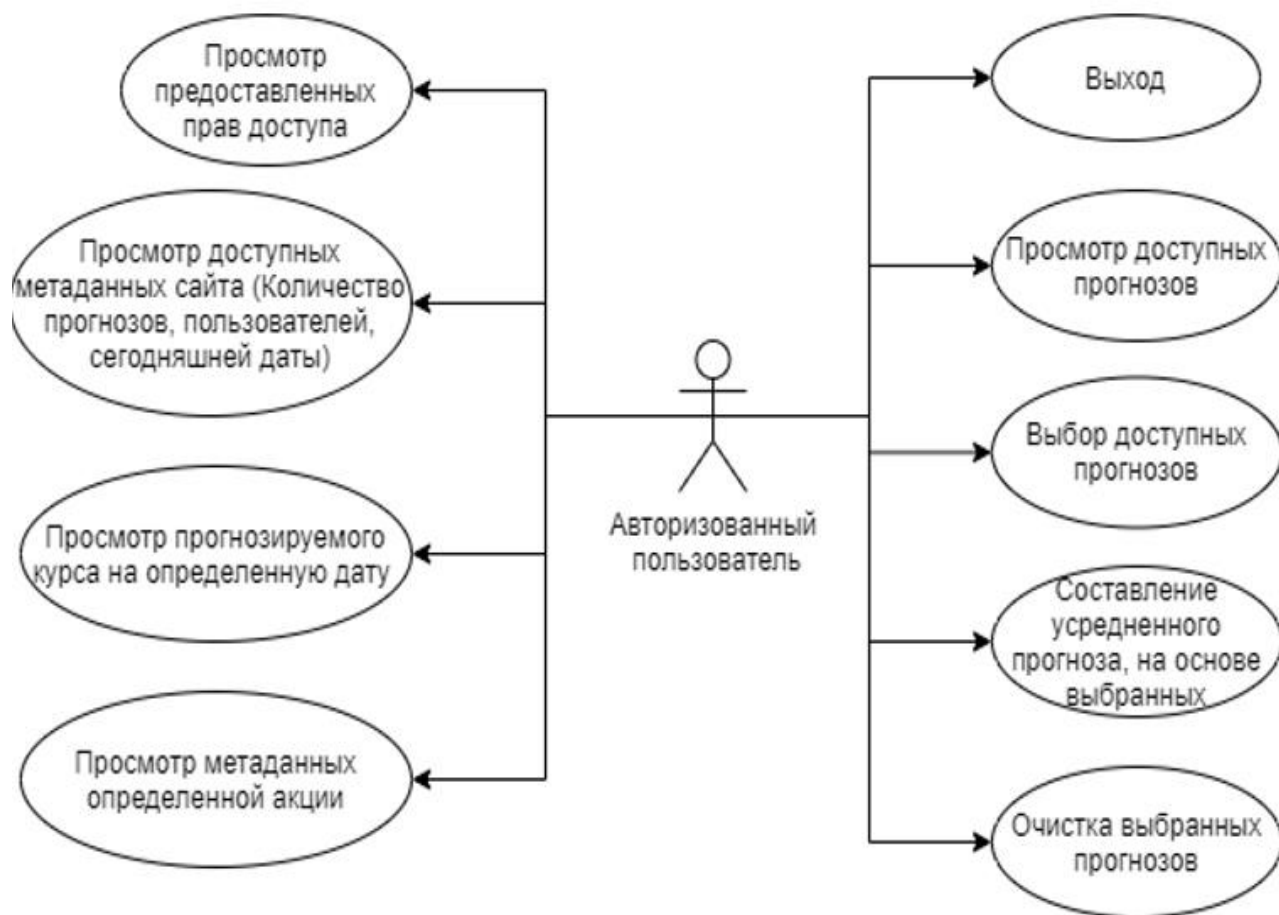 Просмотр
предоставленных
прав доступа
Просмотр доступных
метаданных сайта (Количество
прогнозов, пользователей,
сегодняшней даты)
Просмотр прогнозируемого
курса на определенную дату
Просмотр метаданных
определенной акции
Авторизованный
пользователь
Выход
Просмотр доступных
прогнозов
Выбор доступных
прогнозов
Составление
усредненного
прогноза, на основе
выбранных
Очистка выбранных
прогнозов